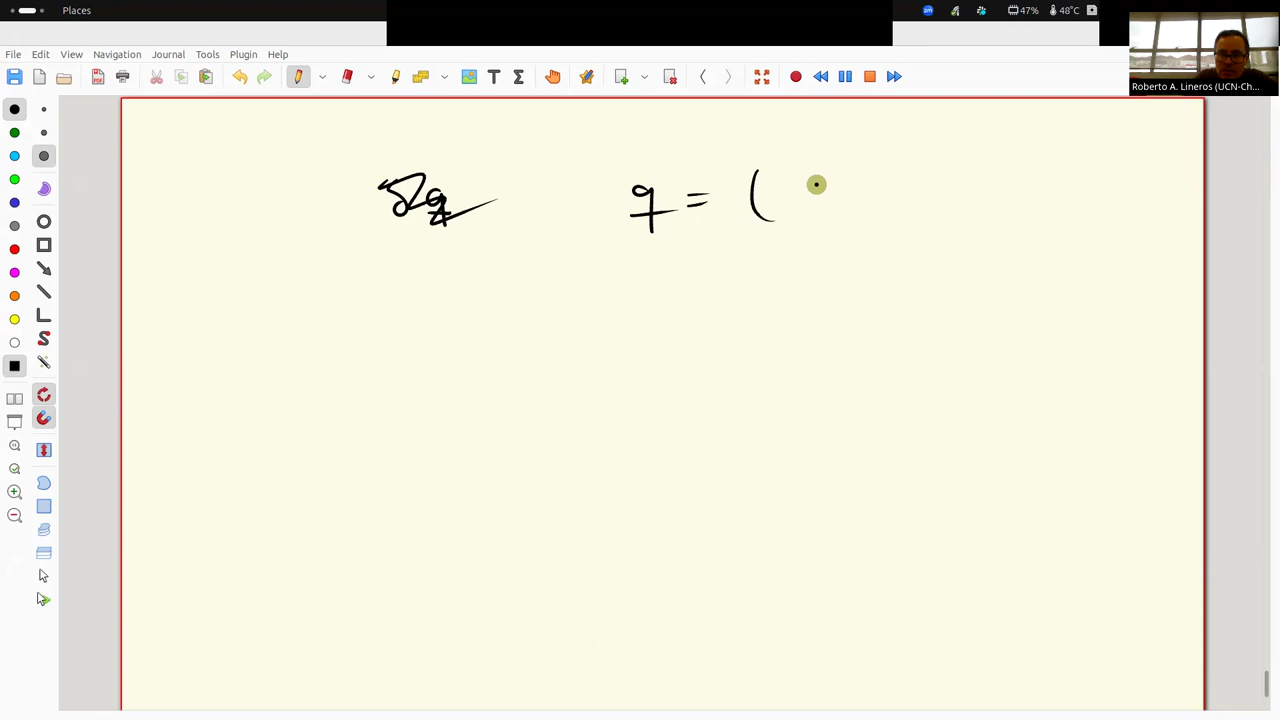 Places
47% 48°C
File Edit View Navigation Journal Tools Plugin Help
Roberto A. Lineros (UCN-Ch...
q = (